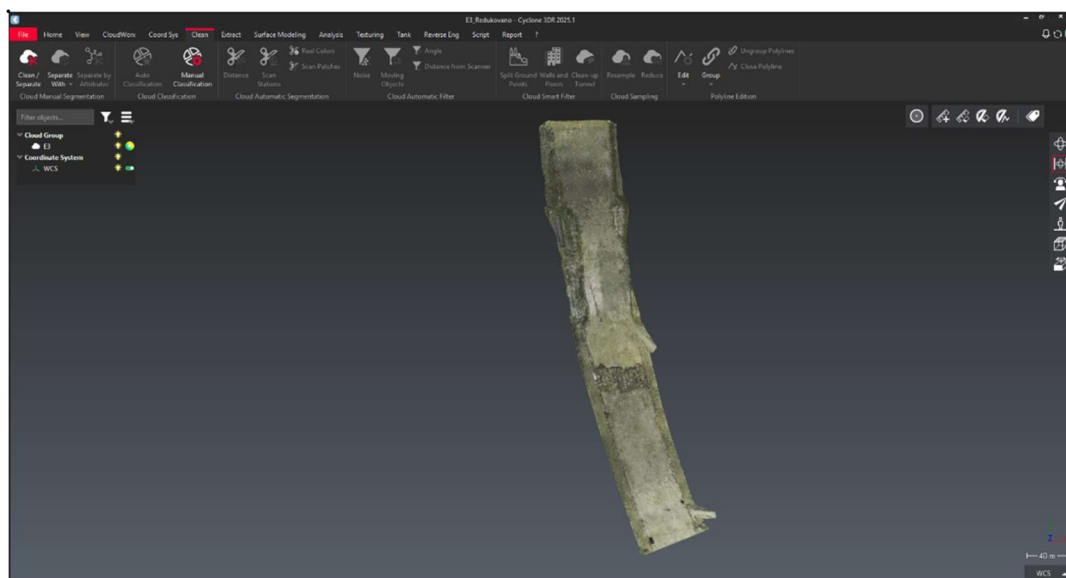 E3_Redukovano - Cyclone 3DR 2025.1
File Home View CloudWorx Coord Sys Clean Extract Surface Modeling Analysis Texturing Tank Reverse Eng Script Report ?
Clean / Separate Separate With Separate by Attributes Auto Classification Manual Classification Distance Scan Stations Real Colors Scan Patches Noise Moving Objects Angle Distance from Scanner Split Ground Points Walls and Floors Clean-up Tunnel Resample Reduce Edit Group Ungroup Polylines Close Polyline
Cloud Manual Segmentation Cloud Classification Cloud Automatic Segmentation Cloud Automatic Filter Cloud Smart Filter Cloud Sampling Polyline Edition
Filter objects...
Cloud Group
E3
Coordinate System
WCS
Z
40 m
WCS